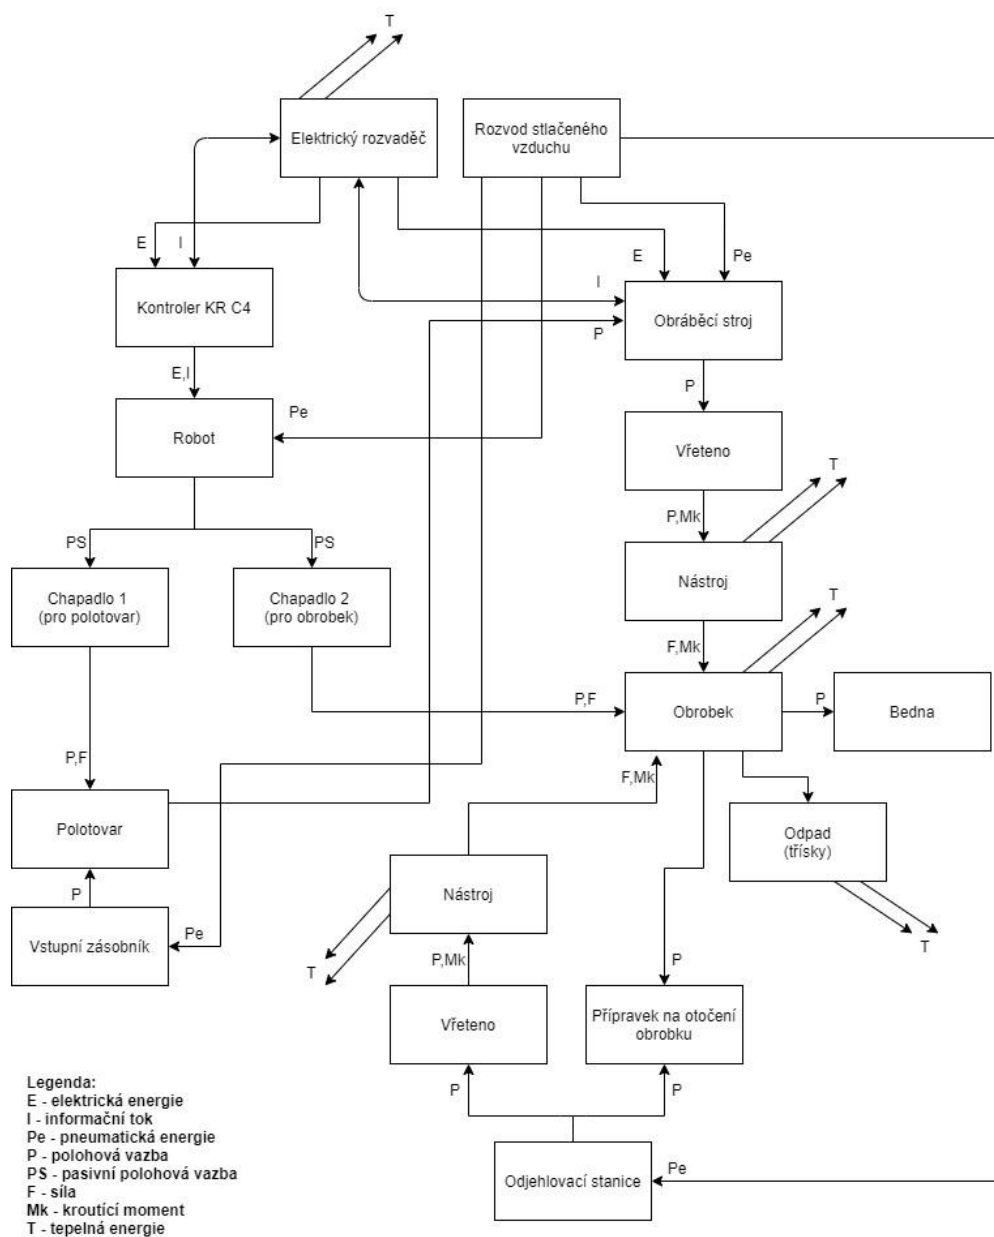 T
Elektrický rozvaděč
Rozvod stlačeného
vzduchu
E
I
E
Pe
I
Kontroler KR C4
Obráběcí stroj
P
E,I
P
Pe
Robot
Vřeteno
T
P,Mk
PS
PS
Chapadlo 1
(pro polotovar)
Chapadlo 2
(pro obrobek)
Nástroj
T
F,Mk
P,F
Obrobek
P
Bedna
P,F
F,Mk
Polotovar
Odpad
(třísky)
P
Nástroj
Vstupní zásobník
Pe
T
T
P,Mk
P
Vřeteno
Přípravek na otočení
obrobku
P
P
Odjehlovací stanice
Pe
Legenda:
E - elektrická energie
I - informační tok
Pe - pneumatická energie
P - polohová vazba
PS - pasivní polohová vazba
F - síla
Mk - kroutící moment
T - tepelná energie